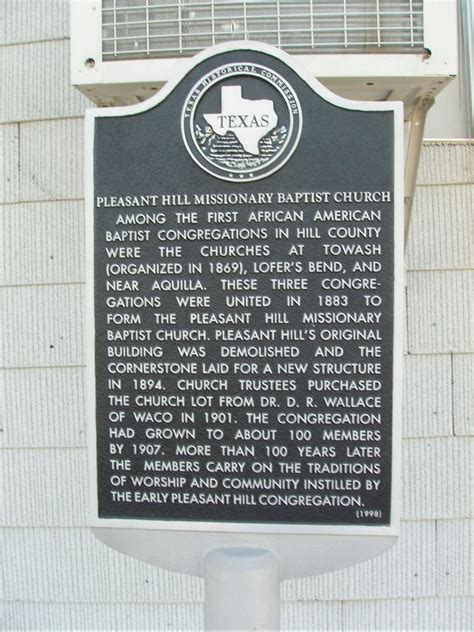 TEXAS HISTORICAL COMMISSION
TEXAS
PLEASANT HILL MISSIONARY BAPTIST CHURCH
AMONG THE FIRST AFRICAN AMERICAN
BAPTIST CONGREGATIONS IN HILL COUNTY
WERE THE CHURCHES AT TOWASH
(ORGANIZED IN 1869), LOFER'S BEND, AND
NEAR AQUILLA. THESE THREE CONGRE-
GATIONS WERE UNITED IN 1883 TO
FORM THE PLEASANT HILL MISSIONARY
BAPTIST CHURCH. PLEASANT HILL'S ORIGINAL
BUILDING WAS DEMOLISHED AND THE
CORNERSTONE LAID FOR A NEW STRUCTURE
IN 1894. CHURCH TRUSTEES PURCHASED
THE CHURCH LOT FROM DR. D. R. WALLACE
OF WACO IN 1901. THE CONGREGATION
HAD GROWN TO ABOUT 100 MEMBERS
BY 1907. MORE THAN 100 YEARS LATER
THE MEMBERS CARRY ON THE TRADITIONS
OF WORSHIP AND COMMUNITY INSTILLED BY
THE EARLY PLEASANT HILL CONGREGATION.
(1998)